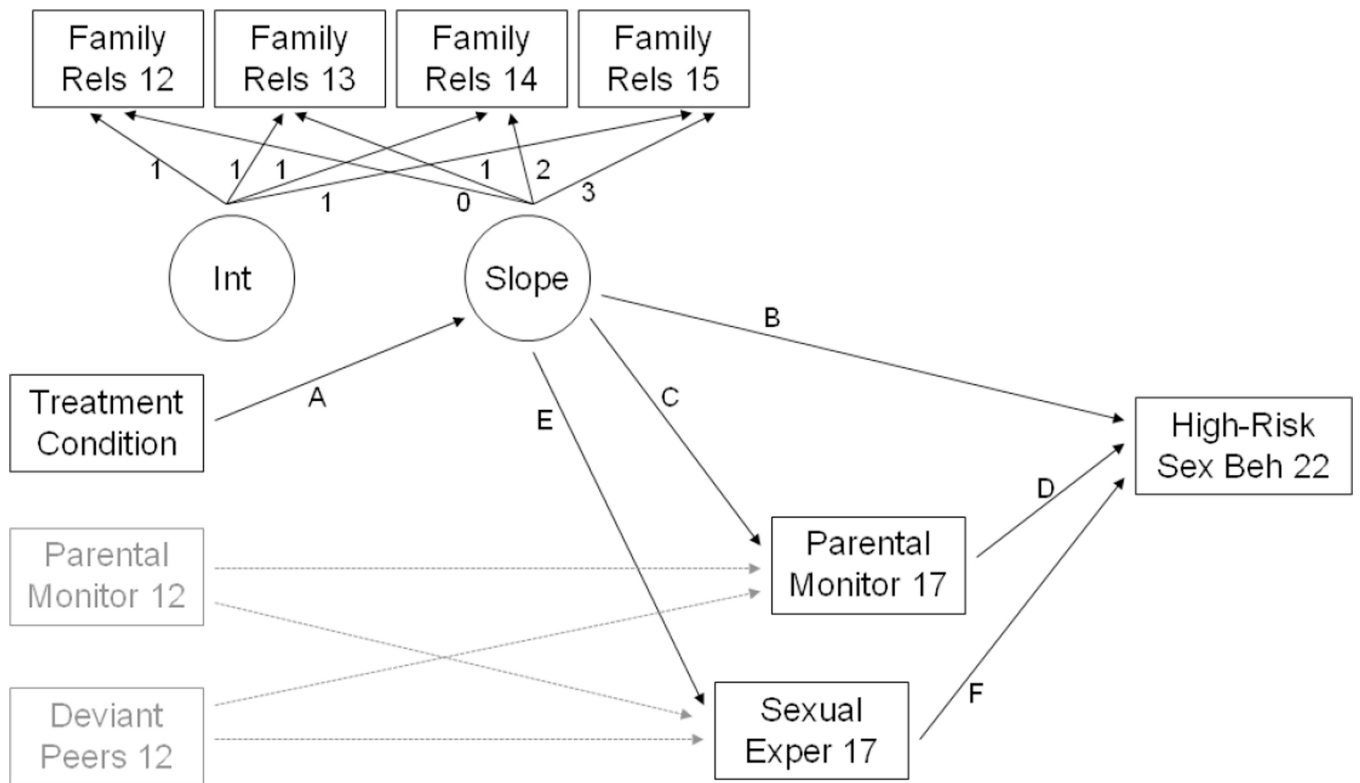 Family
Rels 12
Family
Rels 13
Family
Rels 14
Family
Rels 15
1
1
1
1
0
1
2
3
Int
Slope
A
B
C
E
Treatment
Condition
High-Risk
Sex Beh 22
D
Parental
Monitor 12
Parental
Monitor 17
F
Deviant
Peers 12
Sexual
Exper 17